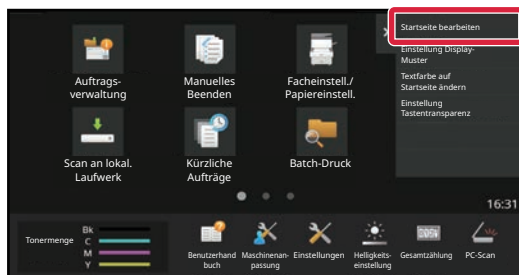 Startseite bearbeiten
Einstellung Display-
Muster
Textfarbe auf
Startseite ändern
Einstellung
Tastentransparenz
Auftrags-
verwaltung
Manuelles
Beenden
Facheinstell./
Papiereinstell.
Scan an lokal.
Laufwerk
Kürzliche
Aufträge
Batch-Druck
16:31
Tonermenge
Bk
C
M
Y
Benutzerhand
buch
Maschinenan-
passung
Einstellungen
Helligkeits-
einstellung
Gesamtzählung
PC-Scan